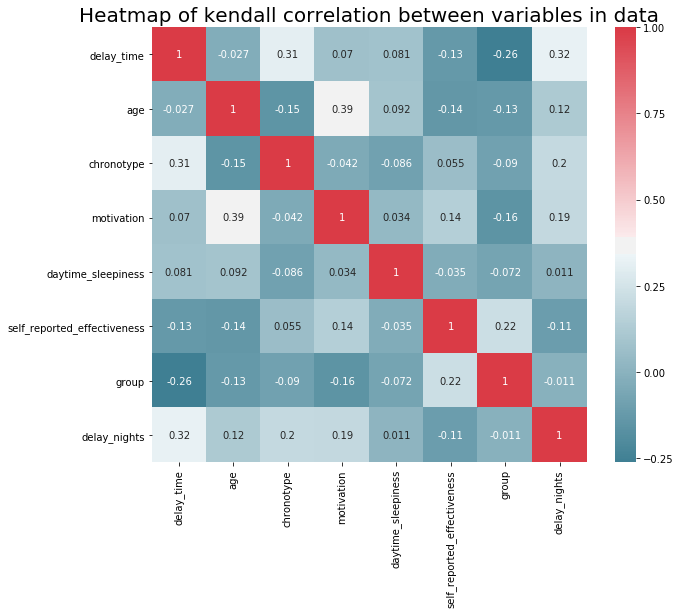 Heatmap of kendall correlation between variables in data
delay_time 1 -0.027 0.31 0.07 0.081 -0.13 -0.26 0.32
age -0.027 1 -0.15 0.39 0.092 -0.14 -0.13 0.12
chronotype 0.31 -0.15 1 -0.042 -0.086 0.055 -0.09 0.2
motivation 0.07 0.39 -0.042 1 0.034 0.14 -0.16 0.19
daytime_sleepiness 0.081 0.092 -0.086 0.034 1 -0.035 -0.072 0.011
self_reported_effectiveness -0.13 -0.14 0.055 0.14 -0.035 1 0.22 -0.11
group -0.26 -0.13 -0.09 -0.16 -0.072 0.22 1 -0.011
delay_nights 0.32 0.12 0.2 0.19 0.011 -0.11 -0.011 1
delay_time
age
chronotype
motivation
daytime_sleepiness
self_reported_effectiveness
group
delay_nights
1.00
0.75
0.50
0.25
0.00
−0.25